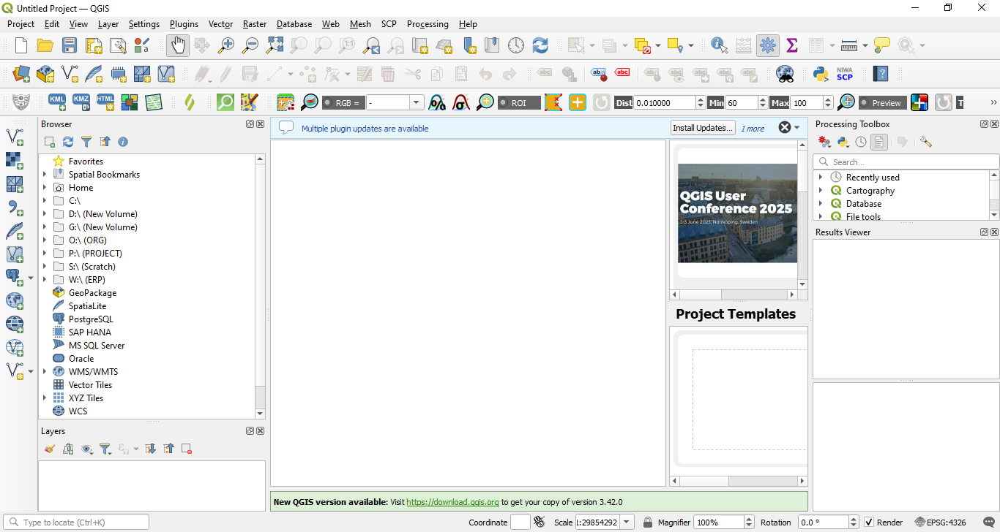 Untitled Project — QGIS
Project Edit View Layer Settings Plugins Vector Raster Database Web Mesh SCP Processing Help
1:1
abc
ab abc ab
NIWA
SCP
?
KML KMZ HTML
RGB = - ROI Dist 0.010000 Min 60 Max 100 Preview T
Browser
Favorites
Spatial Bookmarks
Home
C:\
D:\ (New Volume)
G:\ (New Volume)
O:\ (ORG)
P:\ (PROJECT)
S:\ (Scratch)
W:\ (ERP)
GeoPackage
SpatiaLite
PostgreSQL
SAP HANA
MS SQL Server
Oracle
WMS/WMTS
Vector Tiles
XYZ Tiles
WCS
Layers
Multiple plugin updates are available Install Updates... 1 more
QGIS User
Conference 2025
2-3 June 2025, Norrköping, Sweden
Project Templates
New QGIS version available: Visit https://download.qgis.org to get your copy of version 3.42.0
Processing Toolbox
Search...
Recently used
Cartography
Database
File tools
Results Viewer
Type to locate (Ctrl+K)
Coordinate Scale 1:29854292 Magnifier 100% Rotation 0.0 ° Render EPSG:4326